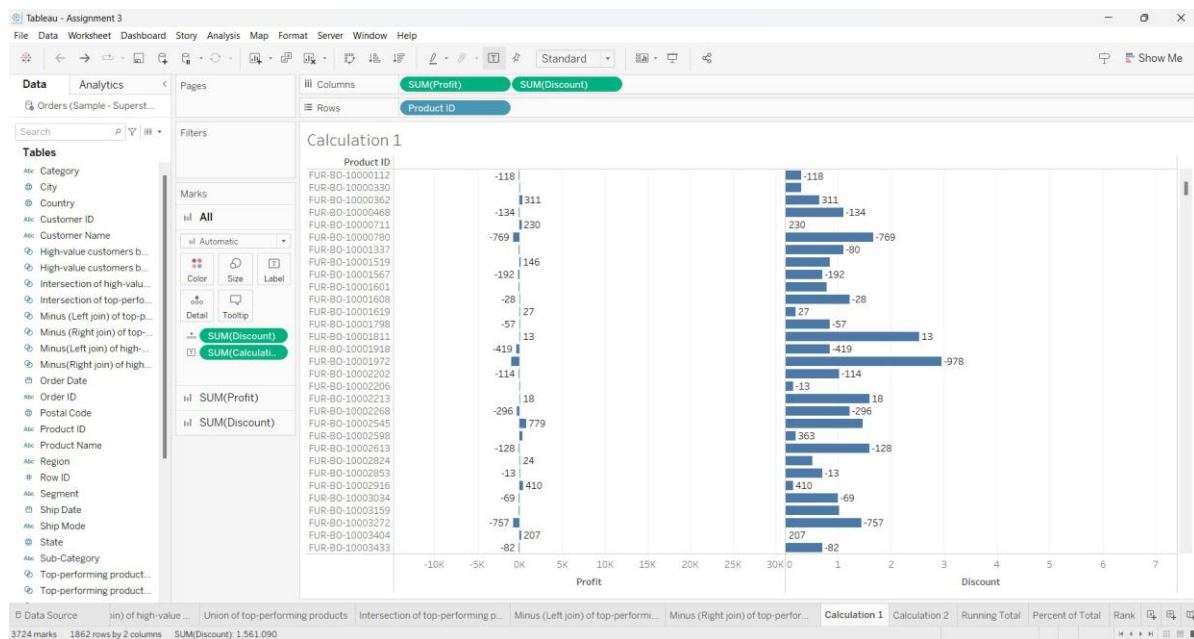 Tableau - Assignment 3
File Data Worksheet Dashboard Story Analysis Map Format Server Window Help
Standard
Show Me
Data Analytics
Orders (Sample - Superst...
Search
Tables
Category
City
Country
Customer ID
Customer Name
High-value customers b...
High-value customers b...
Intersection of high-valu...
Intersection of top-perfo...
Minus (Left join) of top-p...
Minus (Right join) of top-...
Minus(Left join) of high-...
Minus(Right join) of high...
Order Date
Order ID
Postal Code
Product ID
Product Name
Region
Row ID
Segment
Ship Date
Ship Mode
State
Sub-Category
Top-performing product...
Top-performing product...
Pages
Filters
Marks
All
Automatic
Color Size Label
Detail Tooltip
SUM(Discount)
SUM(Calculati..
SUM(Profit)
SUM(Discount)
Columns SUM(Profit) SUM(Discount)
Rows Product ID
Calculation 1
Product ID
FUR-BO-10000112 -118 -118
FUR-BO-10000330
FUR-BO-10000362 311 311
FUR-BO-10000468 -134 -134
FUR-BO-10000711 230 230
FUR-BO-10000780 -769 -769
FUR-BO-10001337 -80
FUR-BO-10001519 146
FUR-BO-10001567 -192 -192
FUR-BO-10001601
FUR-BO-10001608 -28 -28
FUR-BO-10001619 27 27
FUR-BO-10001798 -57 -57
FUR-BO-10001811 13 13
FUR-BO-10001918 -419 -419
FUR-BO-10001972 -978
FUR-BO-10002202 -114 -114
FUR-BO-10002206 -13
FUR-BO-10002213 18 18
FUR-BO-10002268 -296 -296
FUR-BO-10002545 779
FUR-BO-10002598 363
FUR-BO-10002613 -128 -128
FUR-BO-10002824 24
FUR-BO-10002853 -13 -13
FUR-BO-10002916 410 410
FUR-BO-10003034 -69 -69
FUR-BO-10003159
FUR-BO-10003272 -757 -757
FUR-BO-10003404 207 207
FUR-BO-10003433 -82 -82
-10K -5K 0K 5K 10K 15K 20K 25K 30K 0 1 2 3 4 5 6 7
Profit Discount
Data Source oin) of high-value ... Union of top-performing products Intersection of top-performing p... Minus (Left join) of top-performi... Minus (Right join) of top-perfor... Calculation 1 Calculation 2 Running Total Percent of Total Rank
3724 marks 1862 rows by 2 columns SUM(Discount): 1,561.090